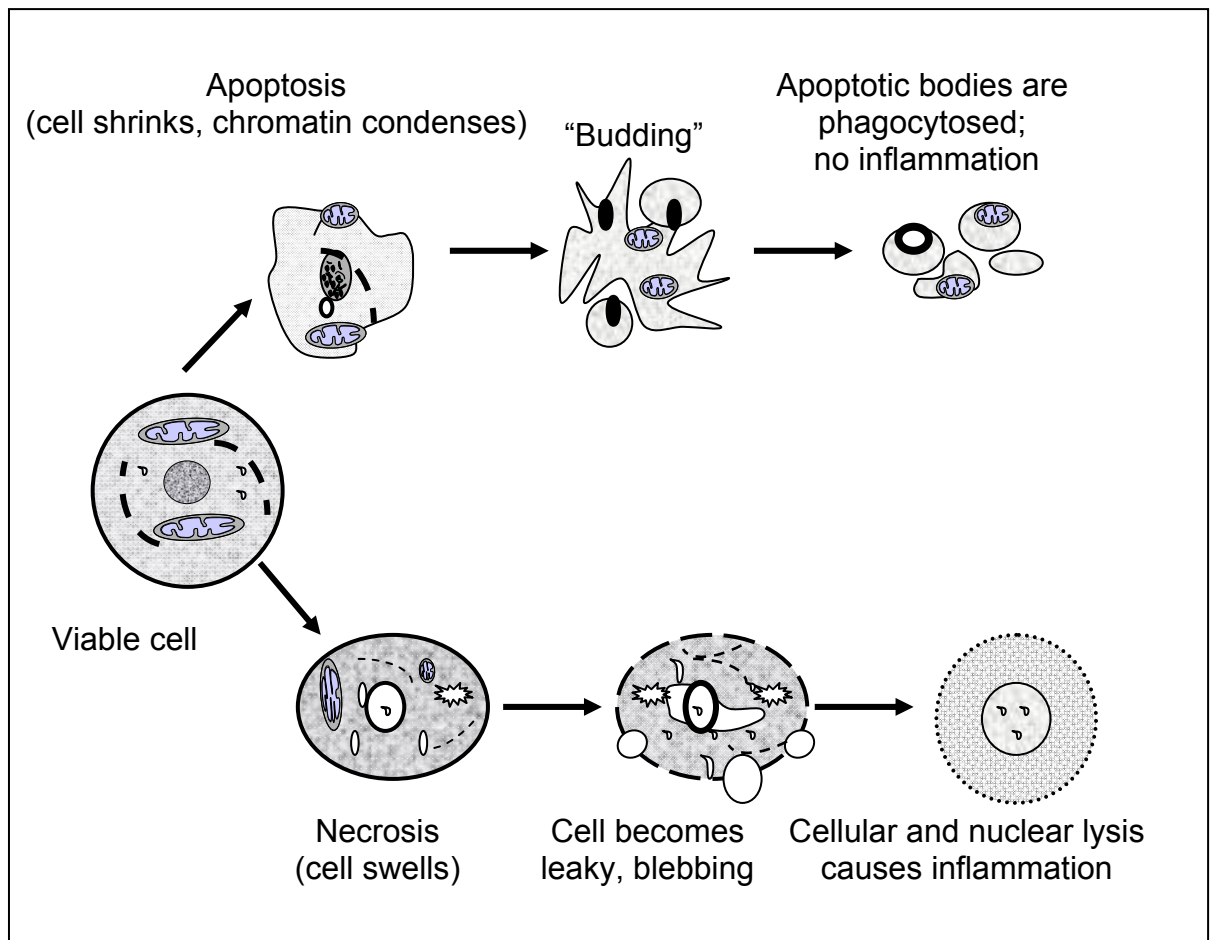 Apoptosis
(cell shrinks, chromatin condenses)
“Budding”
Apoptotic bodies are
phagocytosed;
no inflammation
Viable cell
Necrosis
(cell swells)
Cell becomes
leaky, blebbing
Cellular and nuclear lysis
causes inflammation